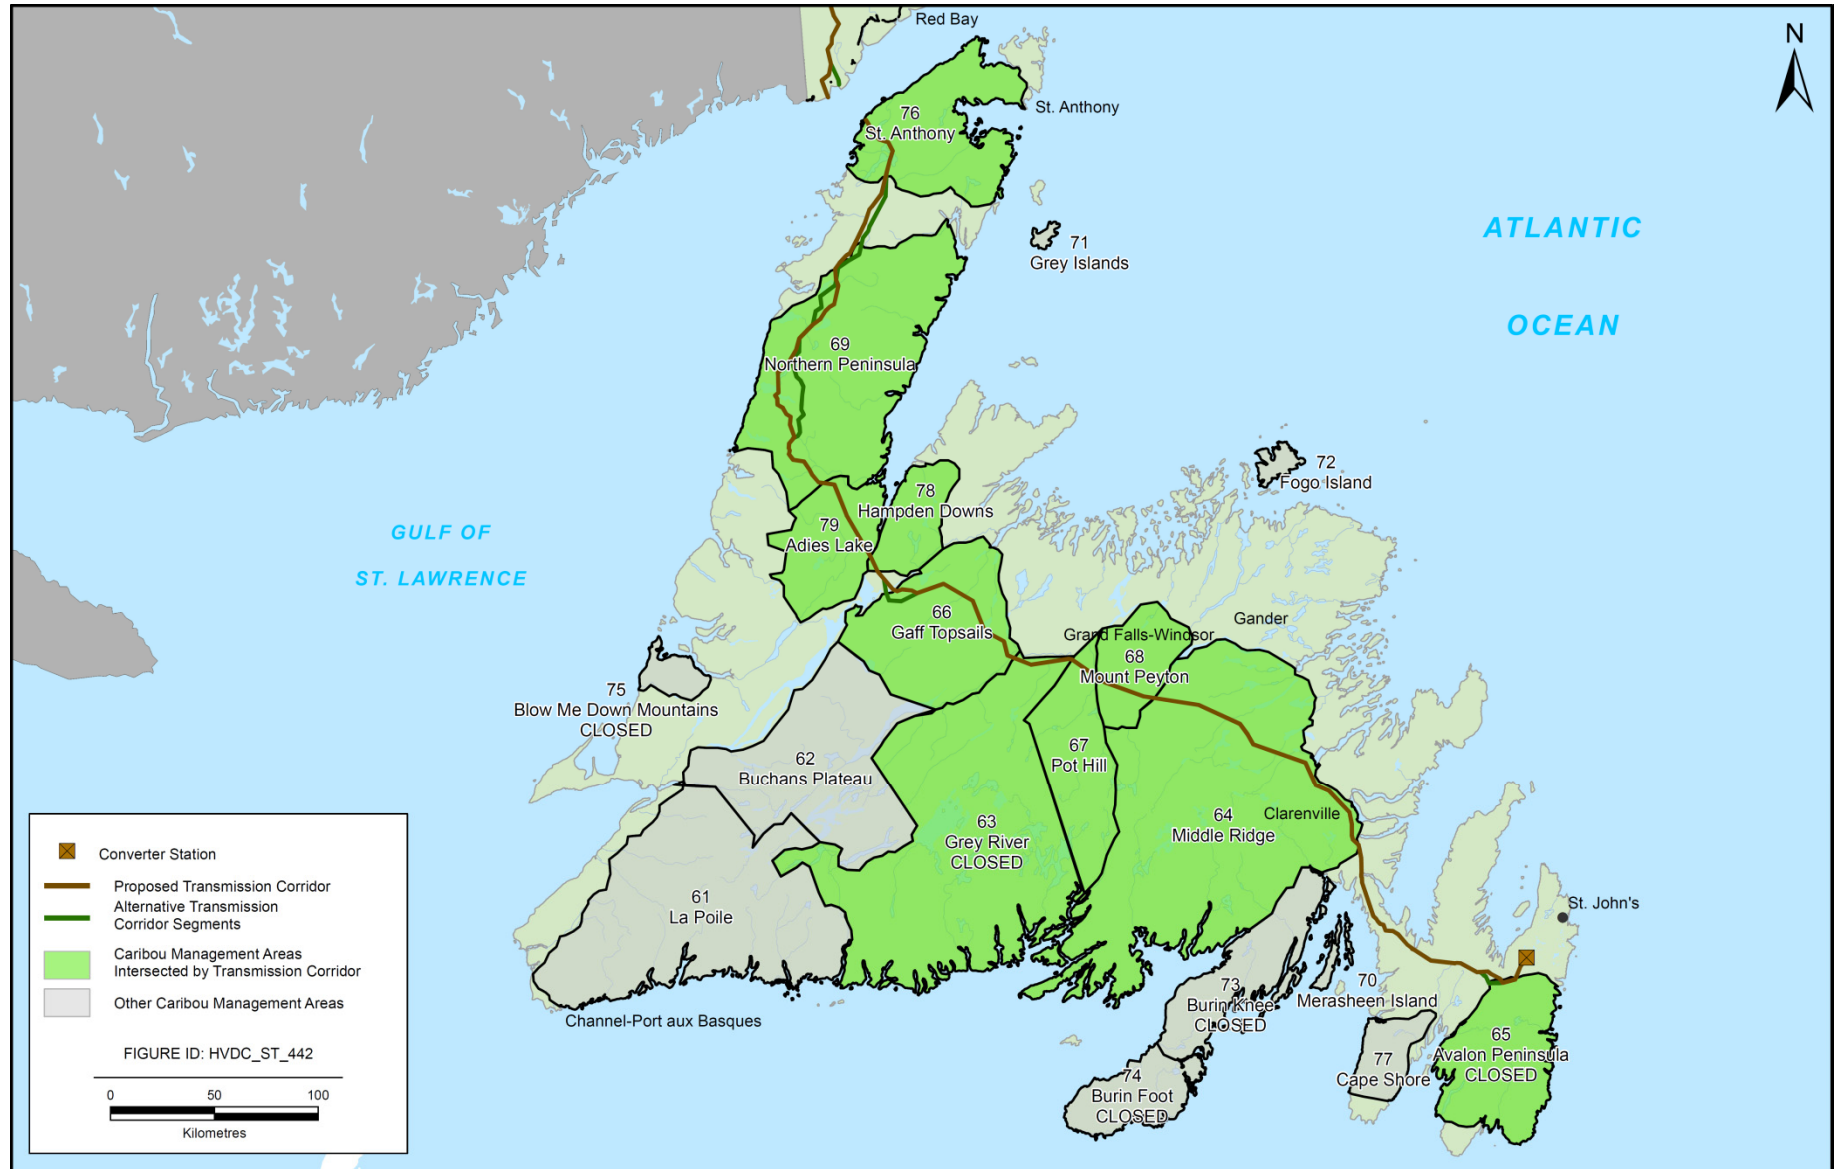 Red Bay
N
St. Anthony
76
St. Anthony
71
Grey Islands
ATLANTIC
OCEAN
69
Northern Peninsula
72
Fogo Island
78
Hampden Downs
79
Adies Lake
GULF OF
ST. LAWRENCE
66
Gaff Topsails
Gander
Grand Falls-Windsor
68
Mount Peyton
75
Blow Me Down Mountains
CLOSED
67
Pot Hill
62
Buchans Plateau
63
Grey River
CLOSED
64
Middle Ridge
Clarenville
61
La Poile
St. John's
73
Burin Knee
CLOSED
70
Merasheen Island
Channel-Port aux Basques
65
Avalon Peninsula
CLOSED
77
Cape Shore
74
Burin Foot
CLOSED
Converter Station
Proposed Transmission Corridor
Alternative Transmission
Corridor Segments
Caribou Management Areas
Intersected by Transmission Corridor
Other Caribou Management Areas
FIGURE ID: HVDC_ST_442
0 50 100
Kilometres